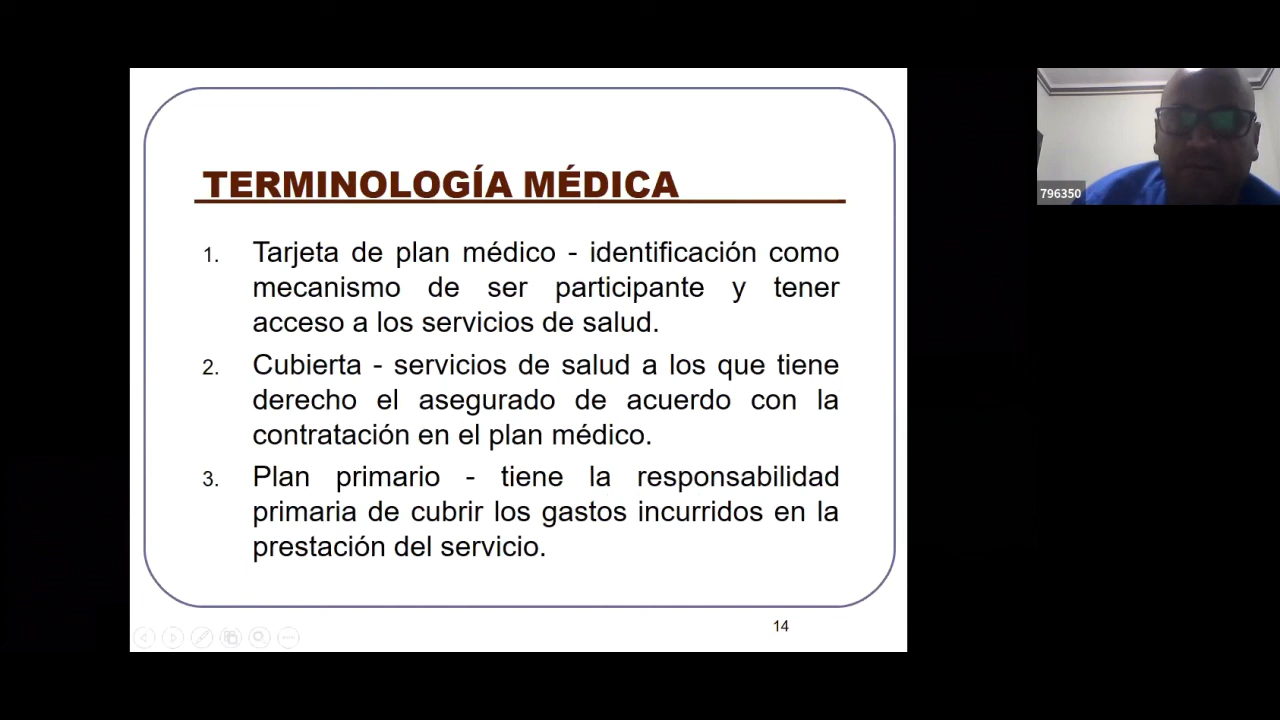 TERMINOLOGÍA MÉDICA
1. Tarjeta de plan médico - identificación como
mecanismo de ser participante y tener
acceso a los servicios de salud.
2. Cubierta - servicios de salud a los que tiene
derecho el asegurado de acuerdo con la
contratación en el plan médico.
3. Plan primario - tiene la responsabilidad
primaria de cubrir los gastos incurridos en la
prestación del servicio.
14
796350